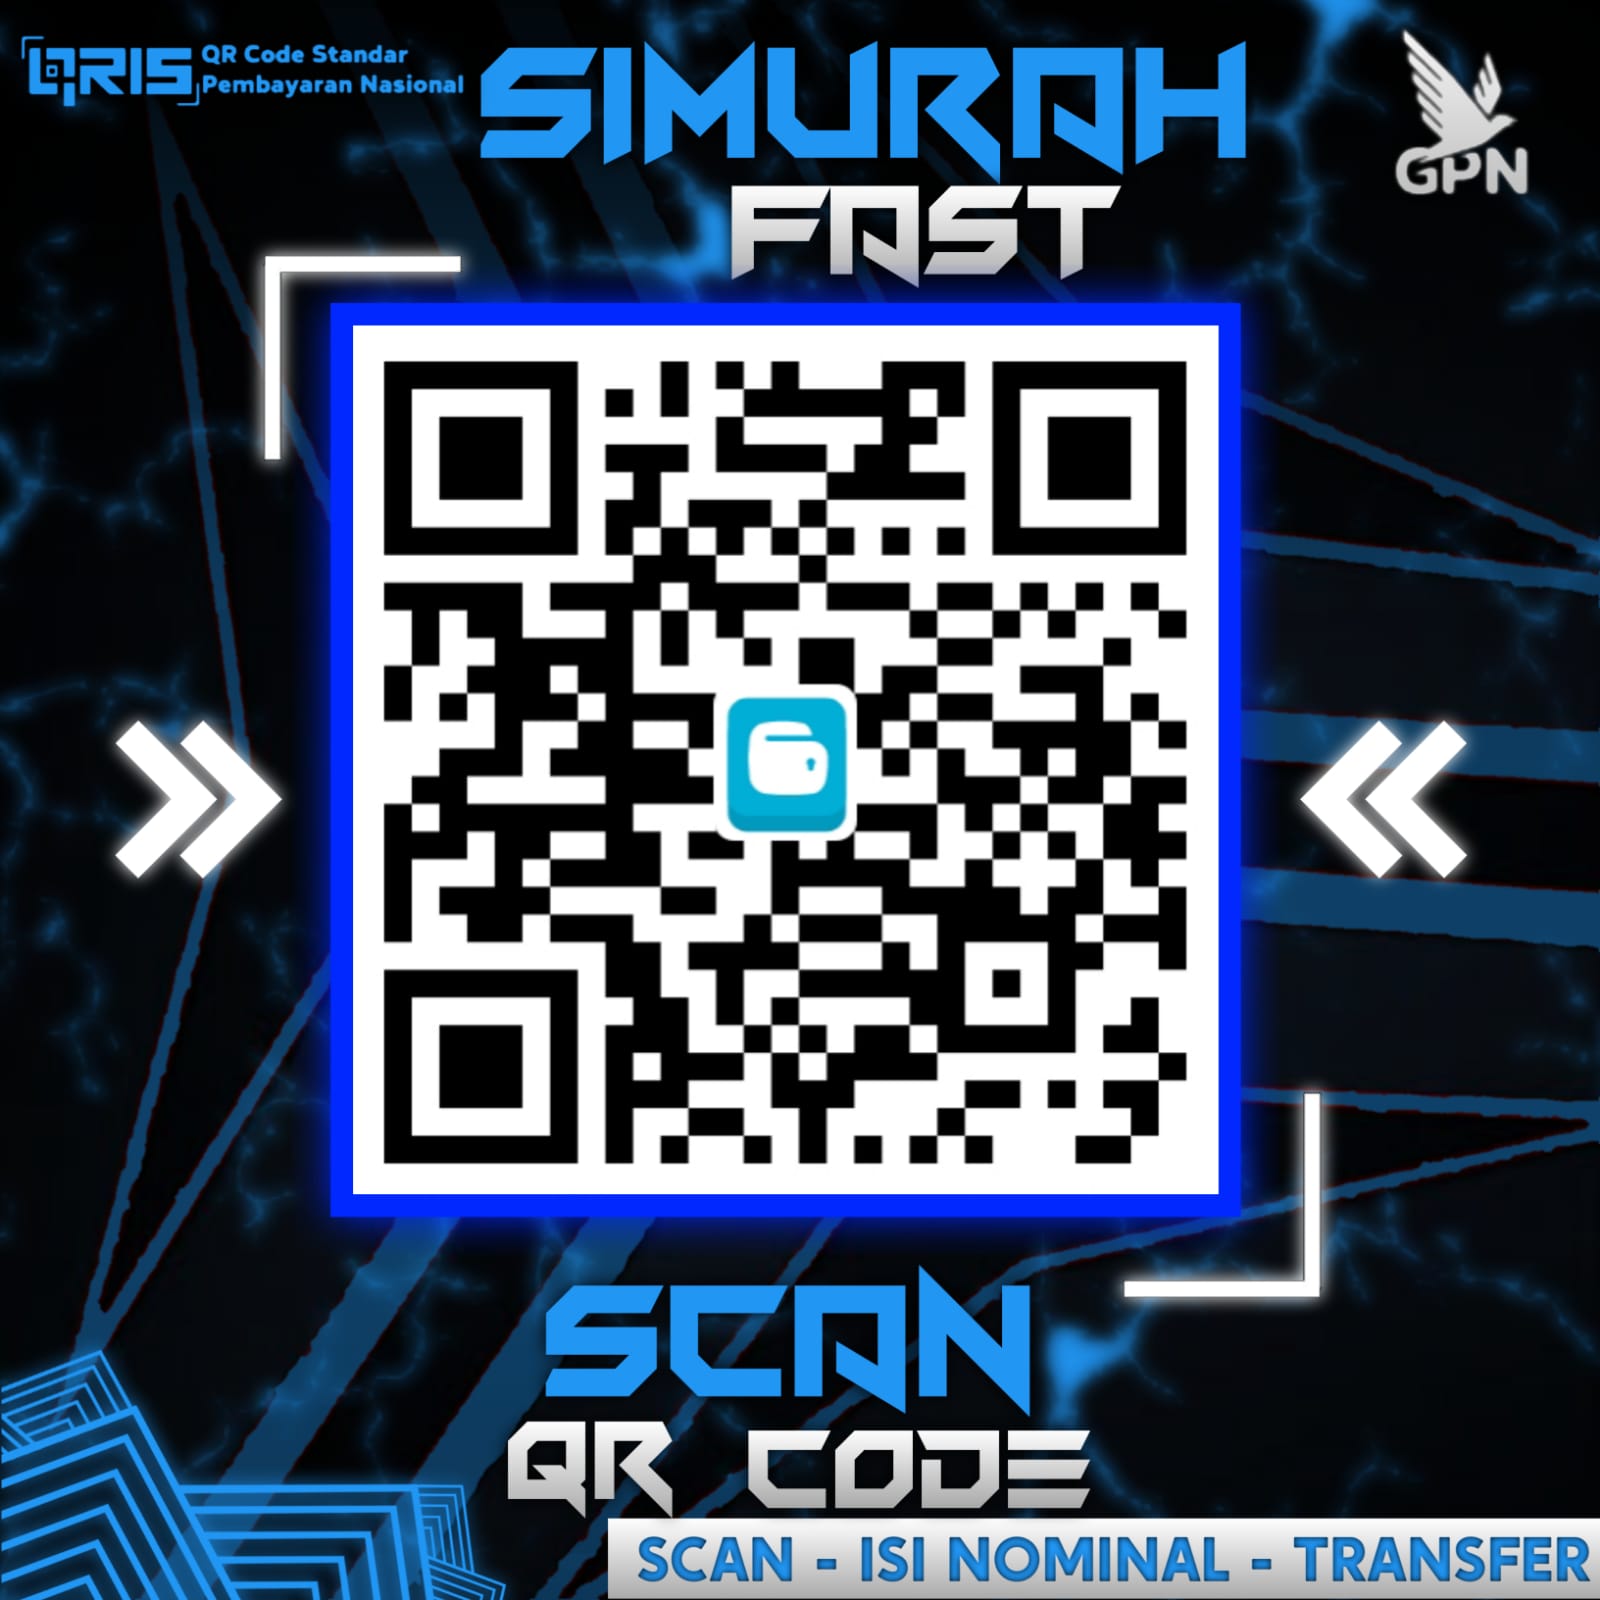 QRIS
QR Code Standar
Pembayaran Nasional
SIMURAH
FAST
GPN
SCAN
QR CODE
SCAN - ISI NOMINAL - TRANSFER